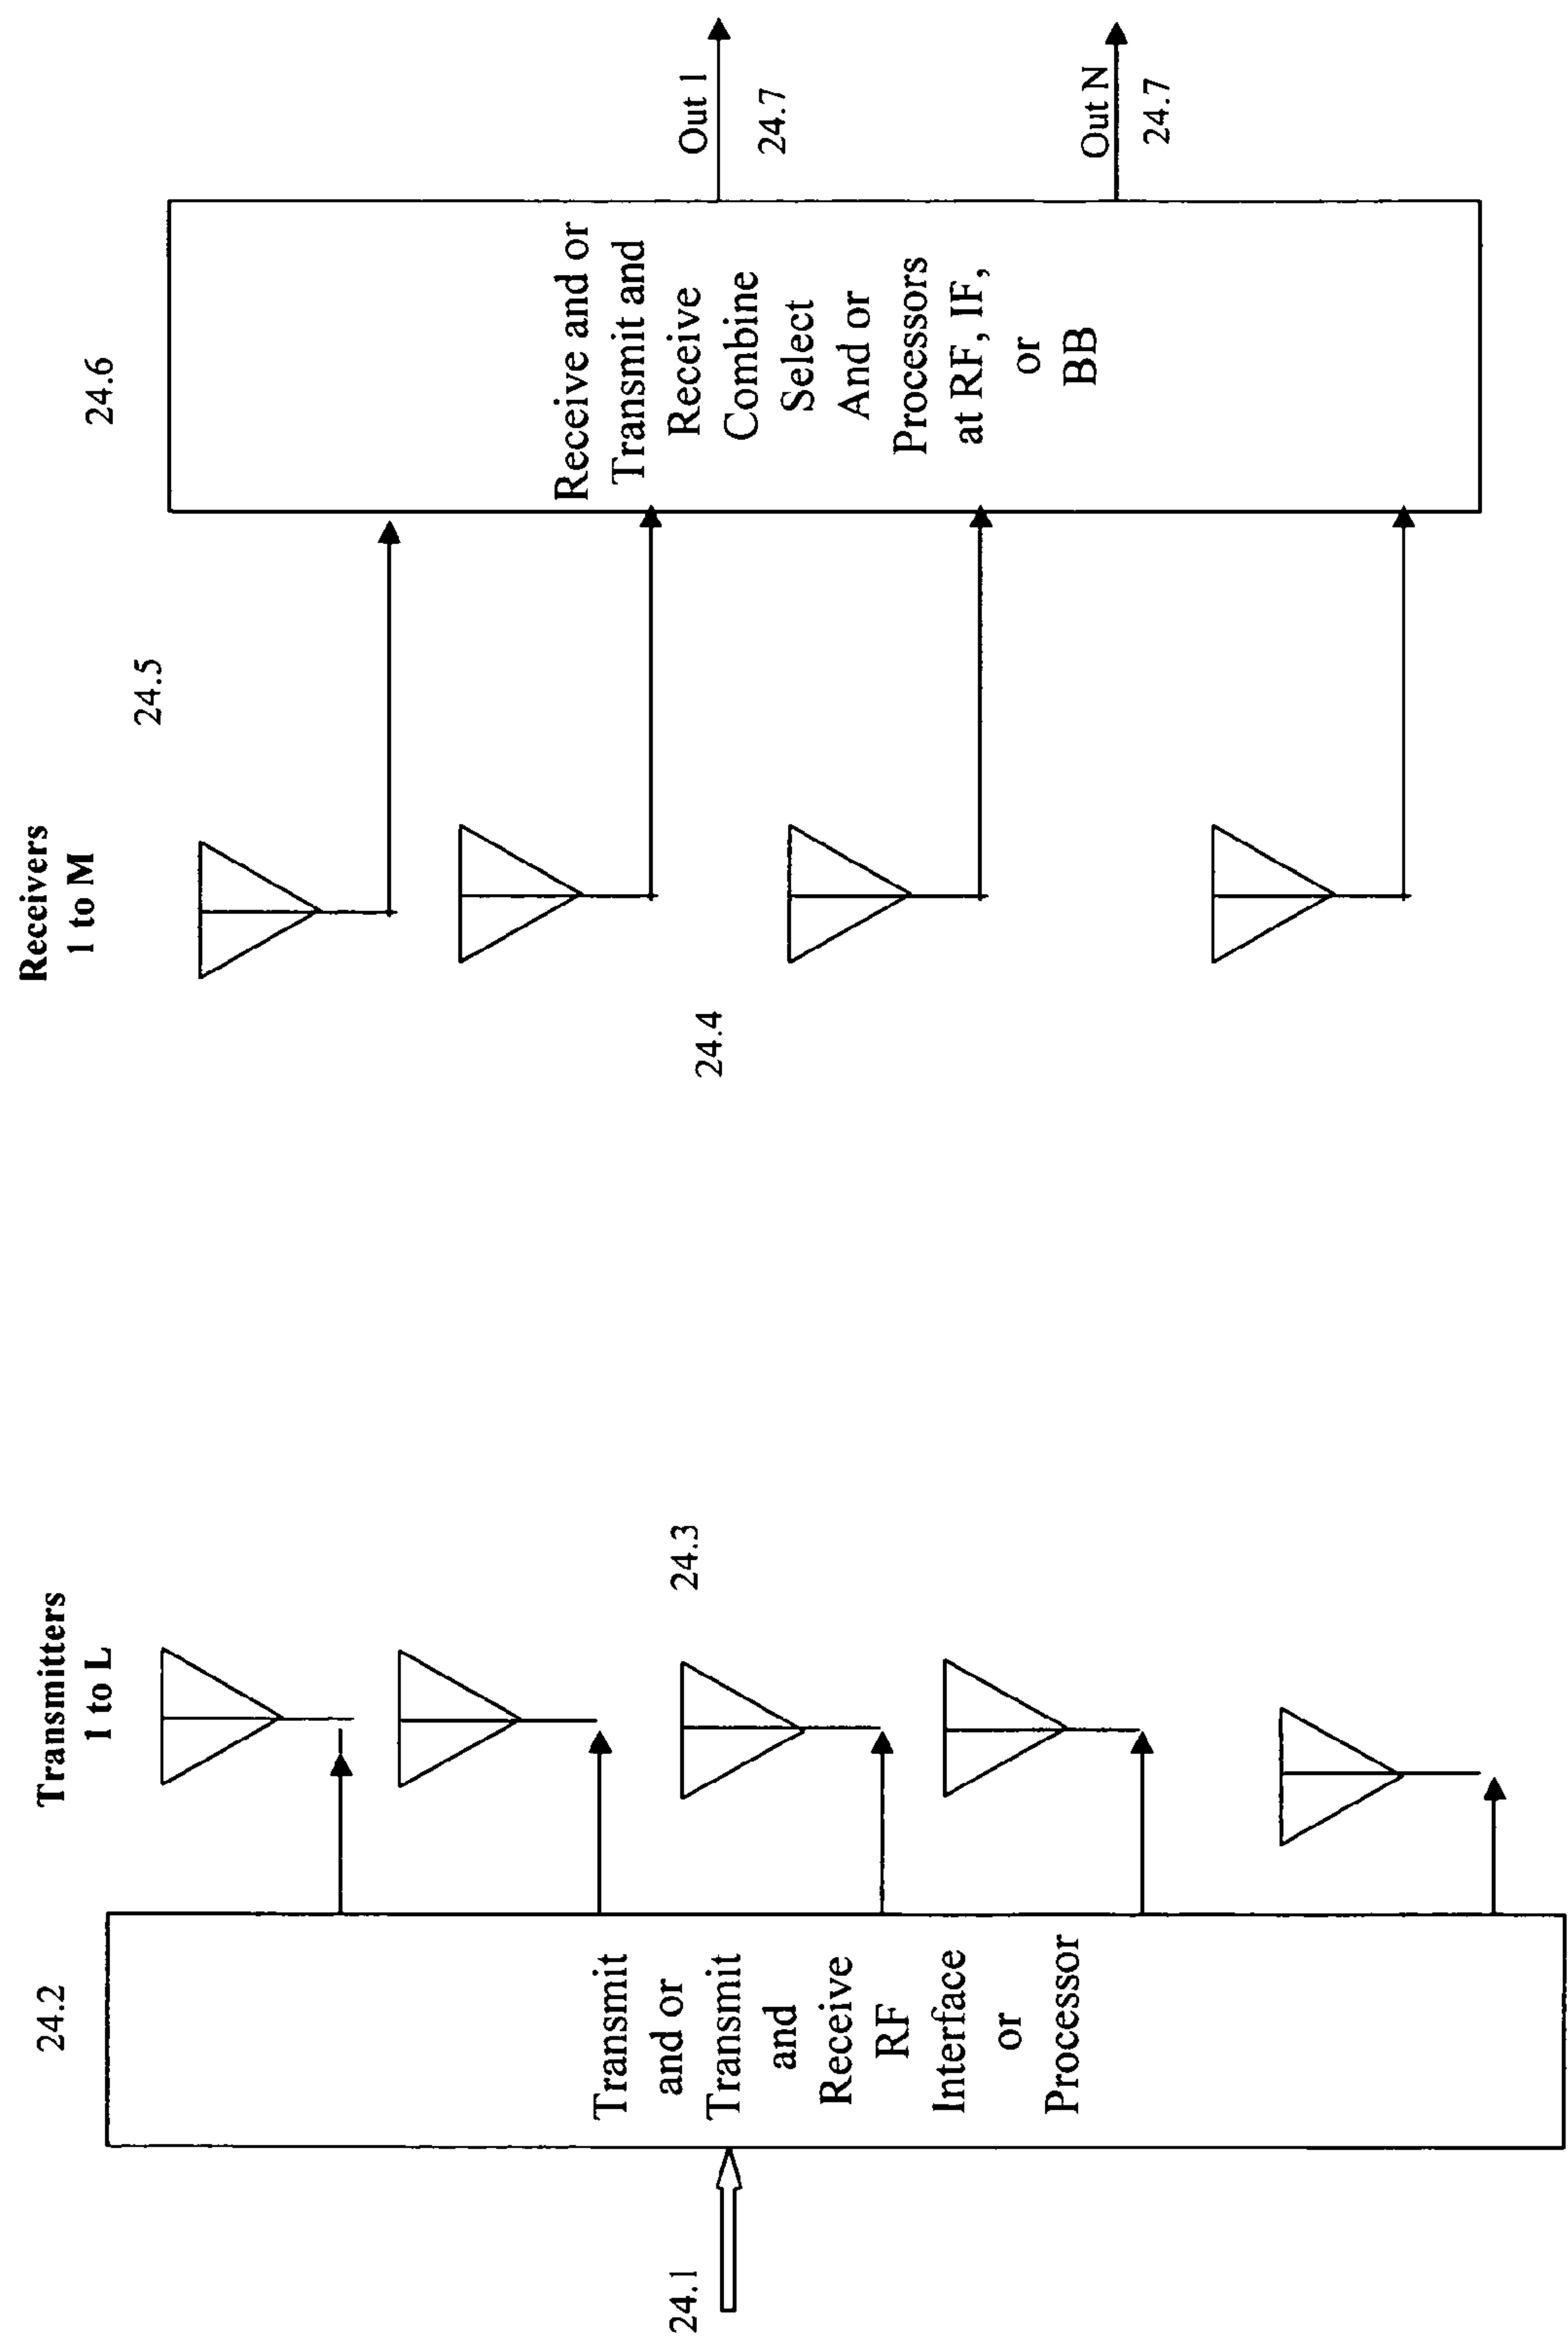 24.1
24.2
Transmit
and or
Transmit
and
Receive
RF
Interface
or
Processor
Transmitters
1 to L
24.3
24.4
Receivers
1 to M
24.5
24.6
Receive and or
Transmit and
Receive
Combine
Select
And or
Processors
at RF, IF,
or
BB
Out 1
24.7
Out N
24.7